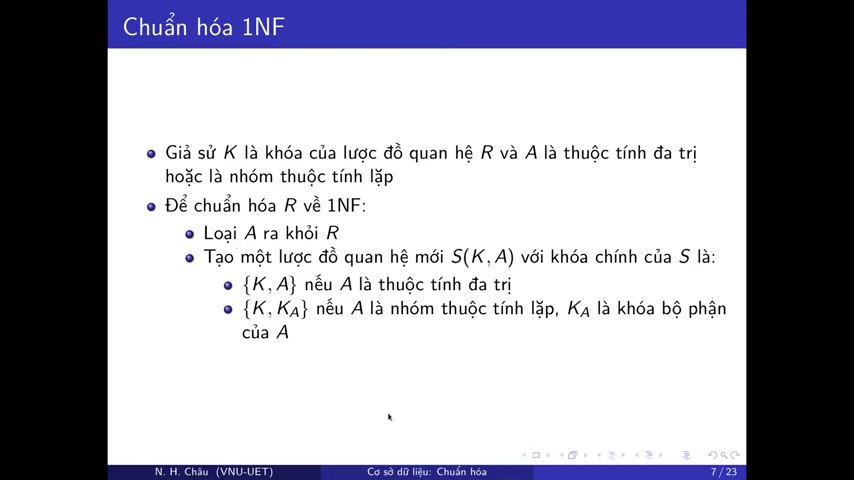 Chuẩn hóa 1NF
Giả sử K là khóa của lược đồ quan hệ R và A là thuộc tính đa trị
hoặc là nhóm thuộc tính lặp
Để chuẩn hóa R về 1NF:
Loại A ra khỏi R
Tạo một lược đồ quan hệ mới S(K, A) với khóa chính của S là:
{K, A} nếu A là thuộc tính đa trị
{K, K_A} nếu A là nhóm thuộc tính lặp, K_A là khóa bộ phận
của A
N. H. Châu (VNU-UET) Cơ sở dữ liệu: Chuẩn hóa 7 / 23